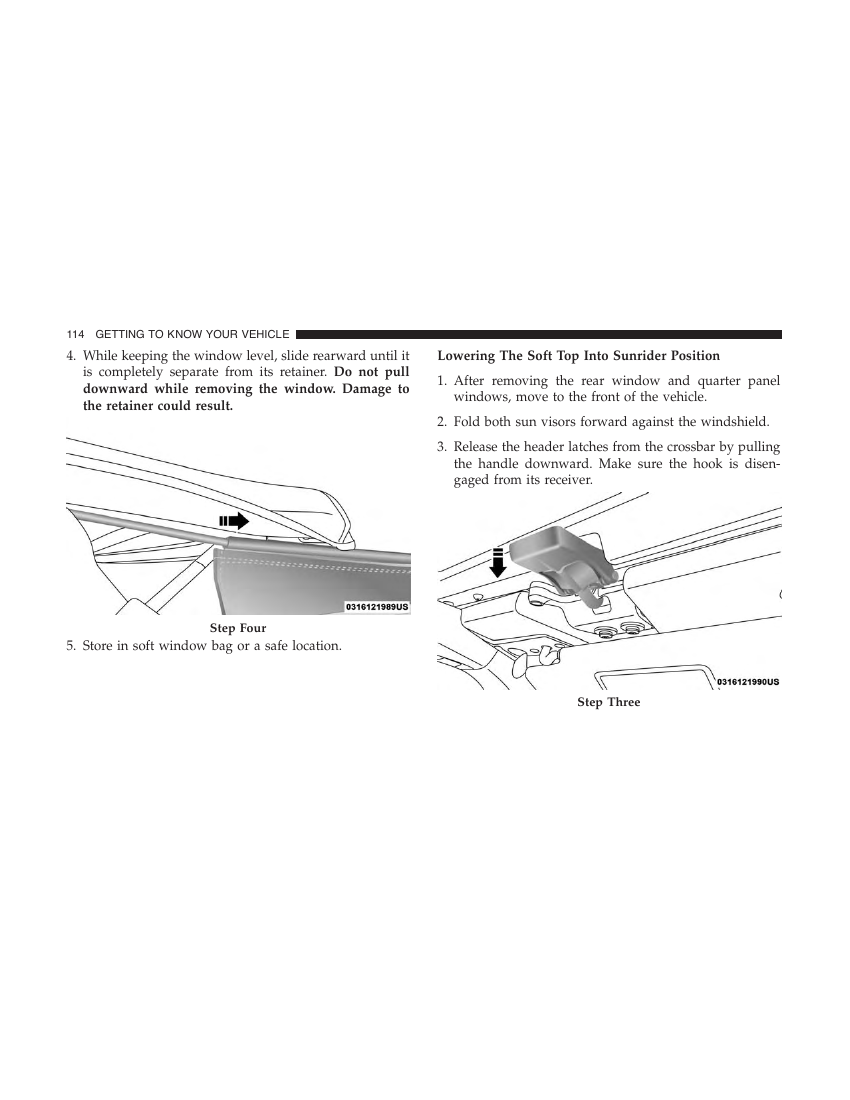 114 GETTING TO KNOW YOUR VEHICLE
4. While keeping the window level, slide rearward until it
is completely separate from its retainer. Do not pull
downward while removing the window. Damage to
the retainer could result.
0316121989US
Step Four
5. Store in soft window bag or a safe location.
Lowering The Soft Top Into Sunrider Position
1. After removing the rear window and quarter panel
windows, move to the front of the vehicle.
2. Fold both sun visors forward against the windshield.
3. Release the header latches from the crossbar by pulling
the handle downward. Make sure the hook is disen-
gaged from its receiver.
0316121990US
Step Three